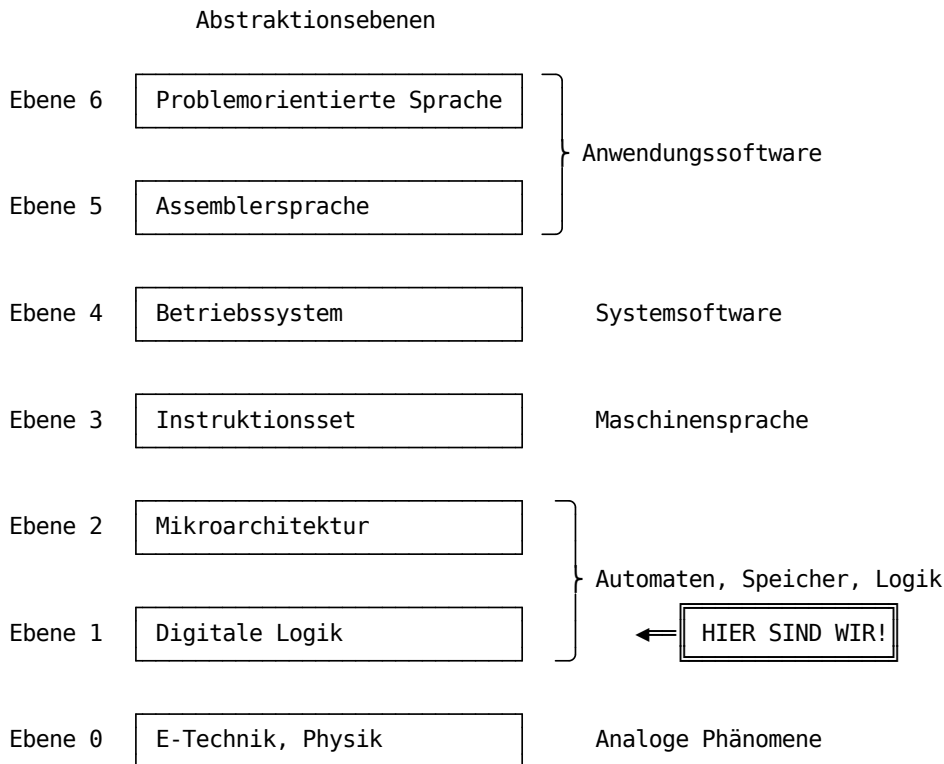 Abstraktionsebenen
Ebene 6 Problemorientierte Sprache
Anwendungssoftware
Ebene 5 Assemblersprache
Ebene 4 Betriebssystem Systemsoftware
Ebene 3 Instruktionsset Maschinensprache
Ebene 2 Mikroarchitektur
Automaten, Speicher, Logik
Ebene 1 Digitale Logik HIER SIND WIR!
Ebene 0 E-Technik, Physik Analoge Phänomene